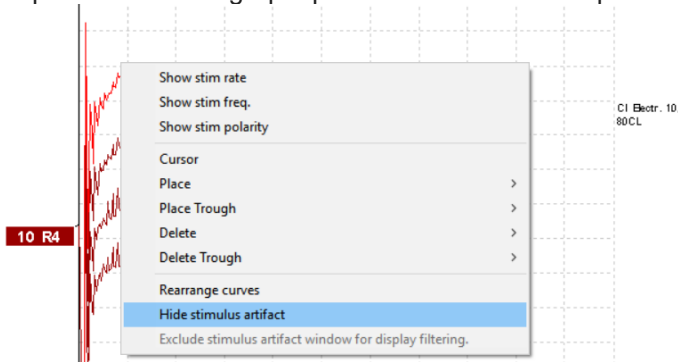 Show stim rate
Show stim freq.
Show stim polarity
Cursor
Place
Place Trough
Delete
Delete Trough
Rearrange curves
Hide stimulus artifact
Exclude stimulus artifact window for display filtering.
10 R4
CI Electr. 10
80CL